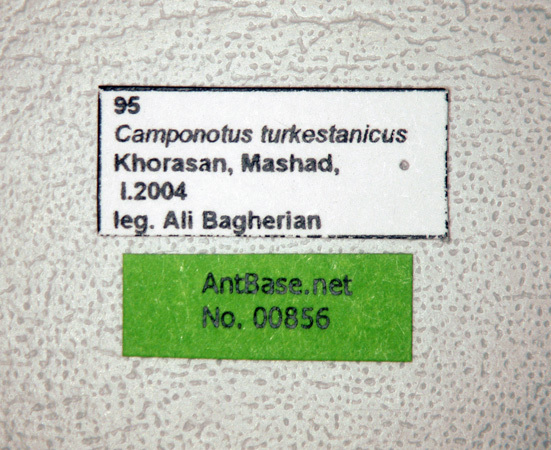 95
Camponotus turkestanicus
Khorasan, Mashad,
I.2004
leg. Ali Bagherian
AntBase.net
No. 00856